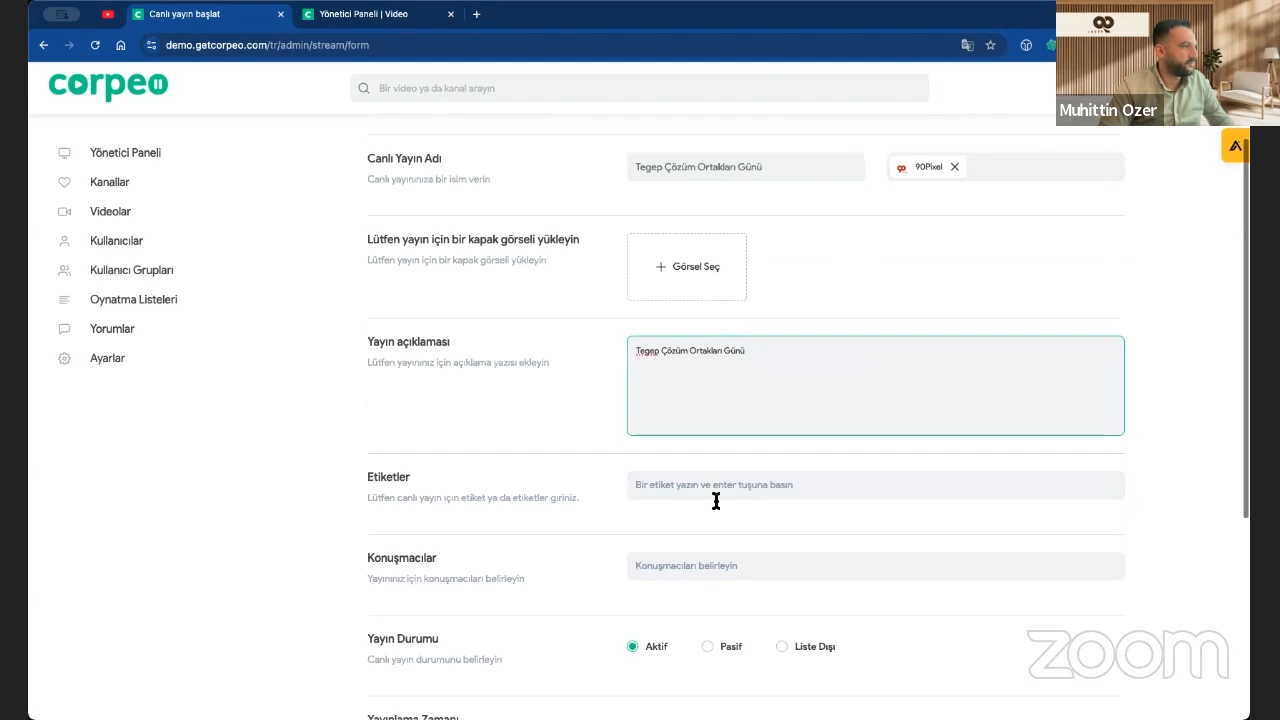 Canlı yayın başlat
Yönetici Paneli | Video
demo.getcorpeo.com/tr/admin/stream/form
corpeo
Bir video ya da kanal arayın
Muhittin Ozer
Yönetici Paneli
Kanallar
Videolar
Kullanıcılar
Kullanıcı Grupları
Oynatma Listeleri
Yorumlar
Ayarlar
Canlı Yayın Adı
Canlı yayınınıza bir isim verin
Tegep Çözüm Ortakları Günü
90Pixel
Lütfen yayın için bir kapak görseli yükleyin
Lütfen yayın için bir kapak görseli yükleyin
Görsel Seç
Yayın açıklaması
Lütfen yayınınız için açıklama yazısı ekleyin
Tegep Çözüm Ortakları Günü
Etiketler
Lütfen canlı yayın için etiket ya da etiketler giriniz.
Bir etiket yazın ve enter tuşuna basın
Konuşmacılar
Yayınınız için konuşmacıları belirleyin
Konuşmacıları belirleyin
Yayın Durumu
Canlı yayın durumunu belirleyin
Aktif
Pasif
Liste Dışı
Yayınlama Zamanı
zoom